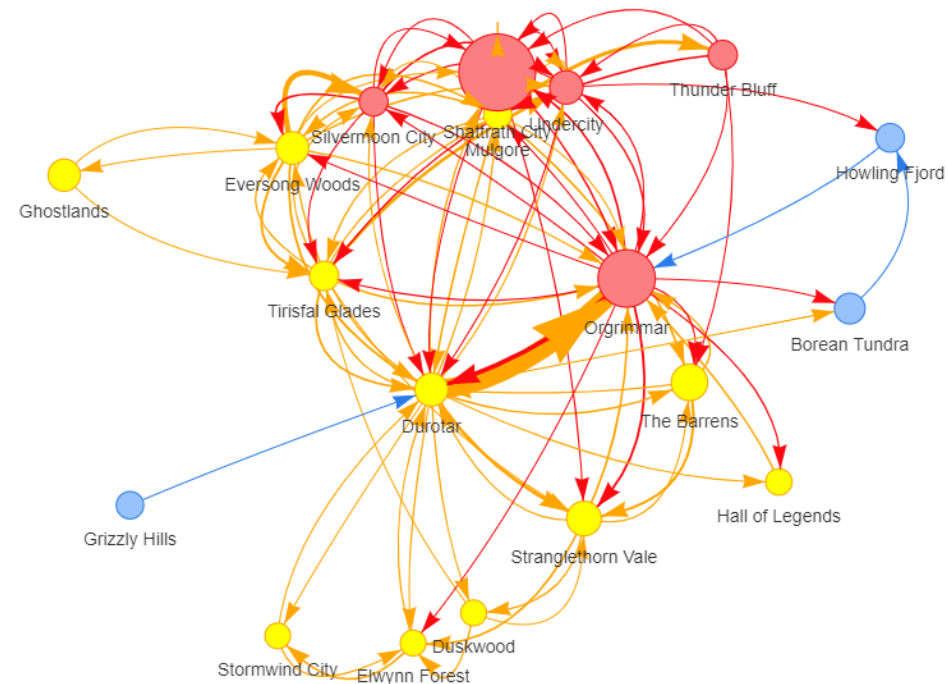 Thunder Bluff
Silvermoon City
Shattrath City
Undercity
Mulgore
Howling Fjord
Eversong Woods
Ghostlands
Tirisfal Glades
Orgrimmar
Borean Tundra
The Barrens
Durotar
Hall of Legends
Grizzly Hills
Stranglethorn Vale
Duskwood
Stormwind City
Elwynn Forest